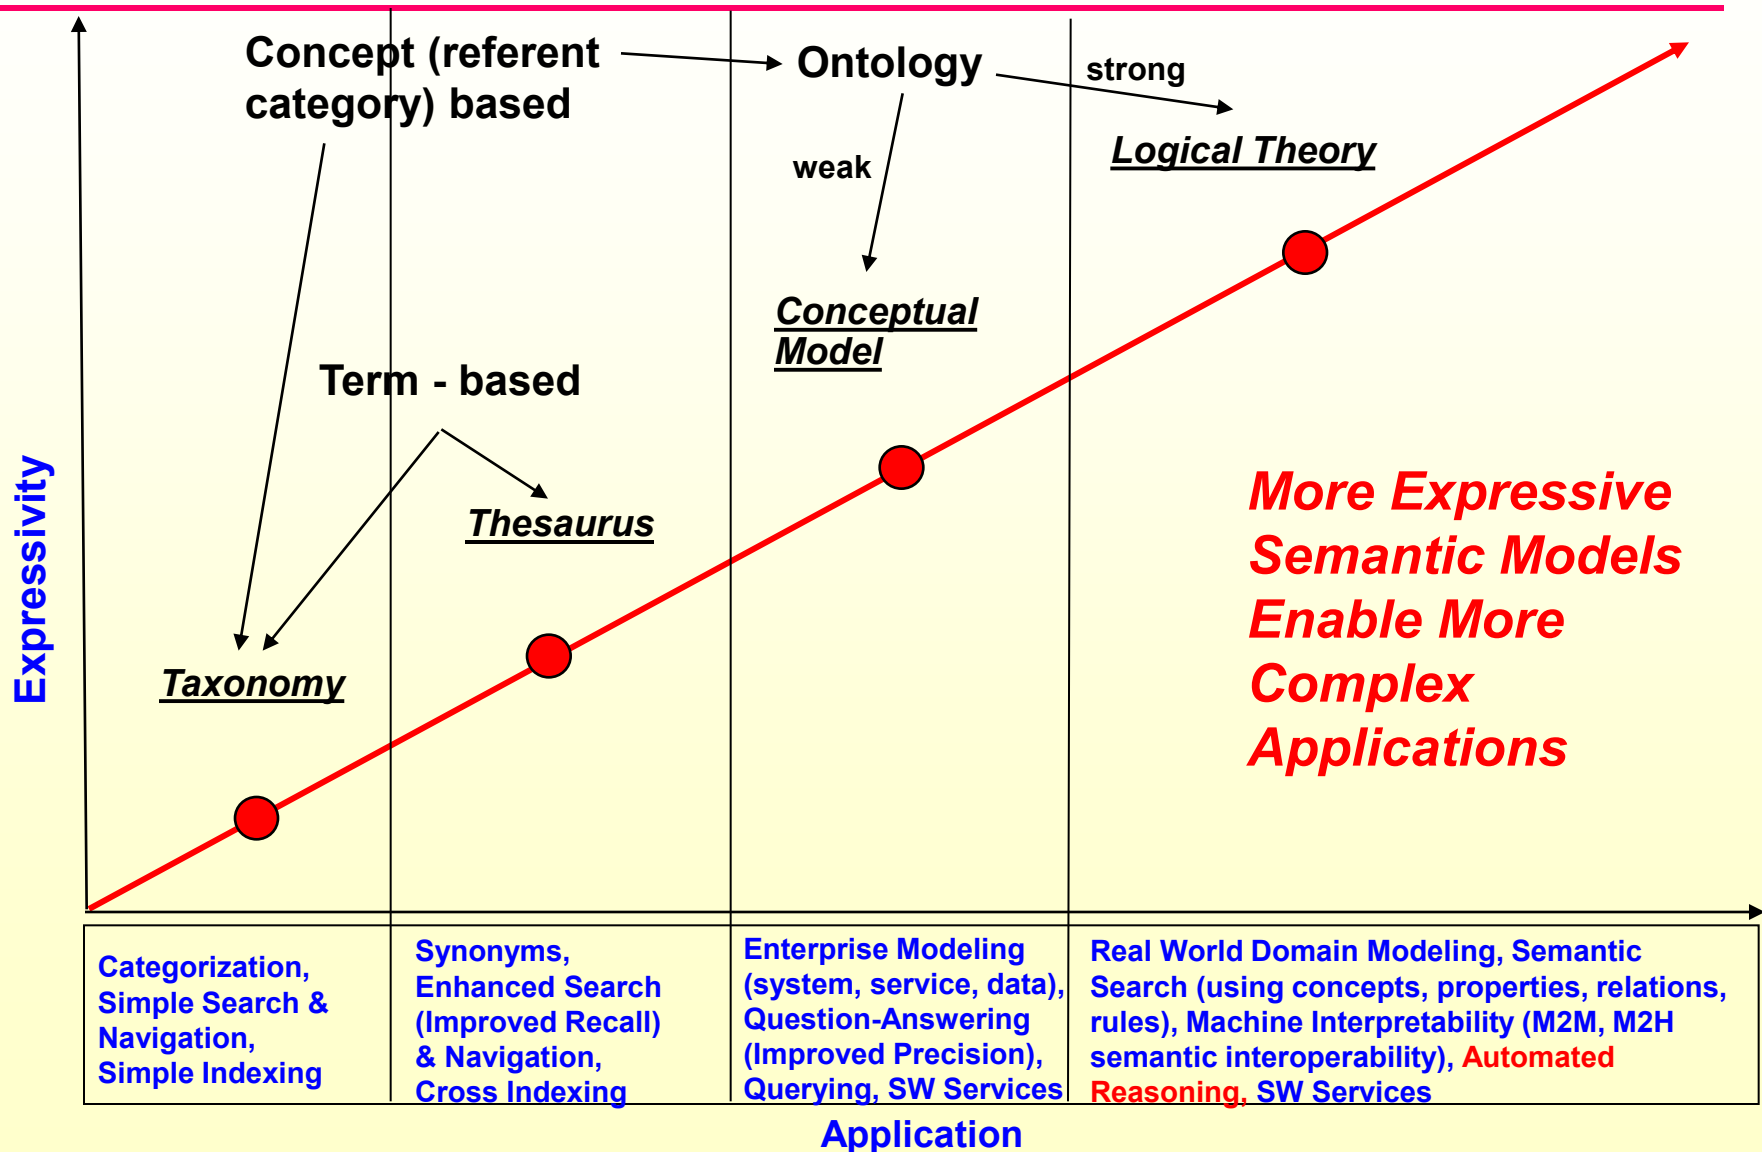 Concept (referent
category) based
Ontology
strong
weak
Logical Theory
Conceptual
Model
Term - based
Thesaurus
Taxonomy
Expressivity
More Expressive
Semantic Models
Enable More
Complex
Applications
Categorization,
Simple Search &
Navigation,
Simple Indexing
Synonyms,
Enhanced Search
(Improved Recall)
& Navigation,
Cross Indexing
Enterprise Modeling
(system, service, data),
Question-Answering
(Improved Precision),
Querying, SW Services
Real World Domain Modeling, Semantic
Search (using concepts, properties, relations,
rules), Machine Interpretability (M2M, M2H
semantic interoperability), Automated
Reasoning, SW Services
Application